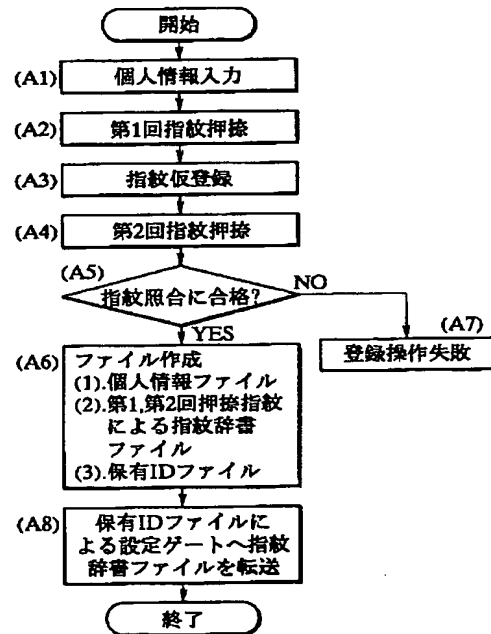 開始
(A1)
個人情報入力
(A2)
第1回指紋押捺
(A3)
指紋仮登録
(A4)
第2回指紋押捺
(A5)
指紋照合に合格?
NO
YES
(A7)
登録操作失敗
(A6)
ファイル作成
(1).個人情報ファイル
(2).第1,第2回押捺指紋
による指紋辞書
ファイル
(3).保有IDファイル
(A8)
保有IDファイルに
よる設定ゲートへ指紋
辞書ファイルを転送
終了